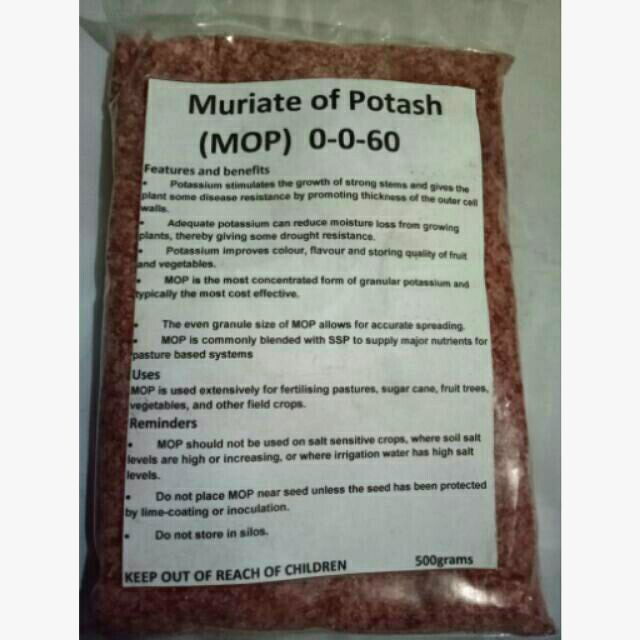 Muriate of Potash
(MOP) 0-0-60
Features and benefits
• Potassium stimulates the growth of strong stems and gives the
plant some disease resistance by promoting thickness of the outer cell
walls.
• Adequate potassium can reduce moisture loss from growing
plants, thereby giving some drought resistance.
• Potassium improves colour, flavour and storing quality of fruit
and vegetables.
• MOP is the most concentrated form of granular potassium and
typically the most cost effective.
• The even granule size of MOP allows for accurate spreading.
• MOP is commonly blended with SSP to supply major nutrients for
pasture based systems
Uses
MOP is used extensively for fertilising pastures, sugar cane, fruit trees,
vegetables, and other field crops.
Reminders
• MOP should not be used on salt sensitive crops, where soil salt
levels are high or increasing, or where irrigation water has high salt
levels.
• Do not place MOP near seed unless the seed has been protected
by lime-coating or inoculation.
• Do not store in silos.
KEEP OUT OF REACH OF CHILDREN 500grams